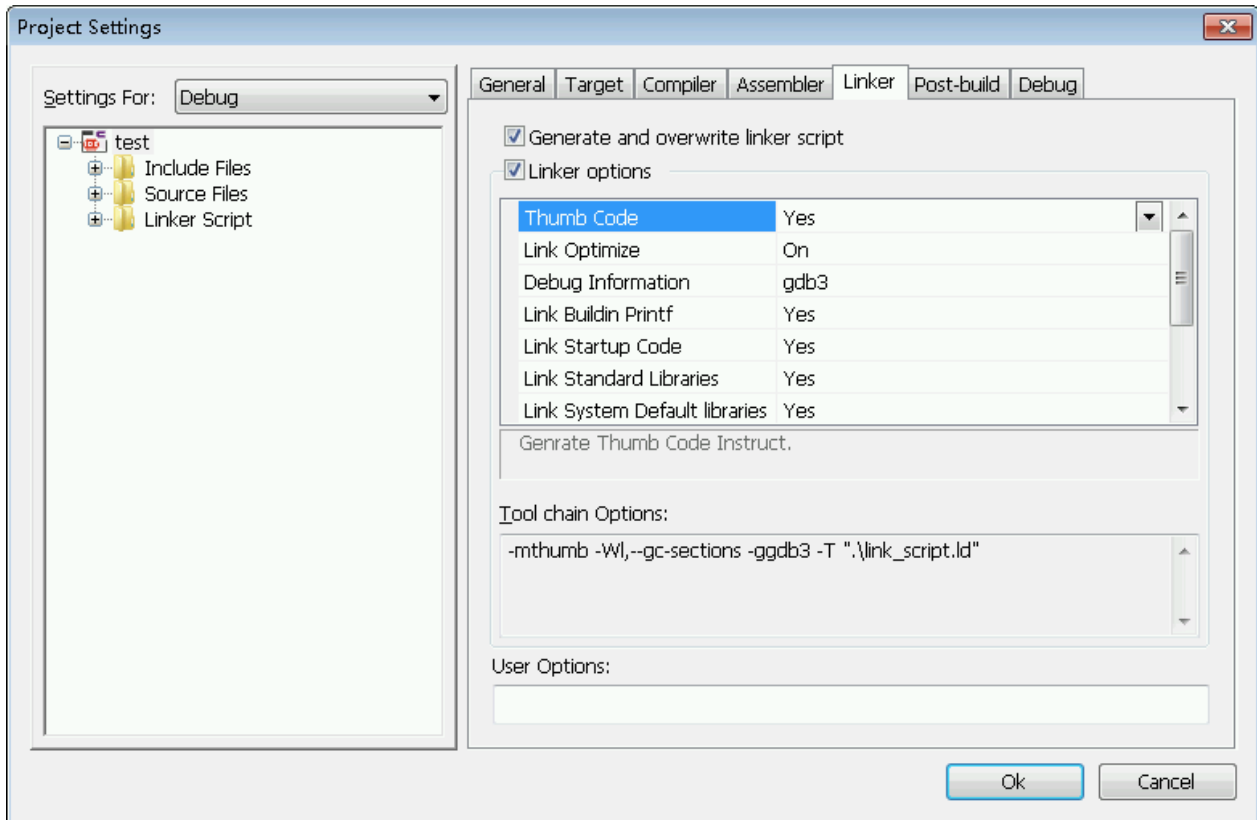 Project Settings
Settings For: Debug
test
Include Files
Source Files
Linker Script
General Target Compiler Assembler Linker Post-build Debug
Generate and overwrite linker script
Linker options
Thumb Code Yes
Link Optimize On
Debug Information gdb3
Link Buildin Printf Yes
Link Startup Code Yes
Link Standard Libraries Yes
Link System Default libraries Yes
Genrate Thumb Code Instruct.
Tool chain Options:
-mthumb -Wl,--gc-sections -ggdb3 -T ".\link_script.ld"
User Options:
Ok Cancel